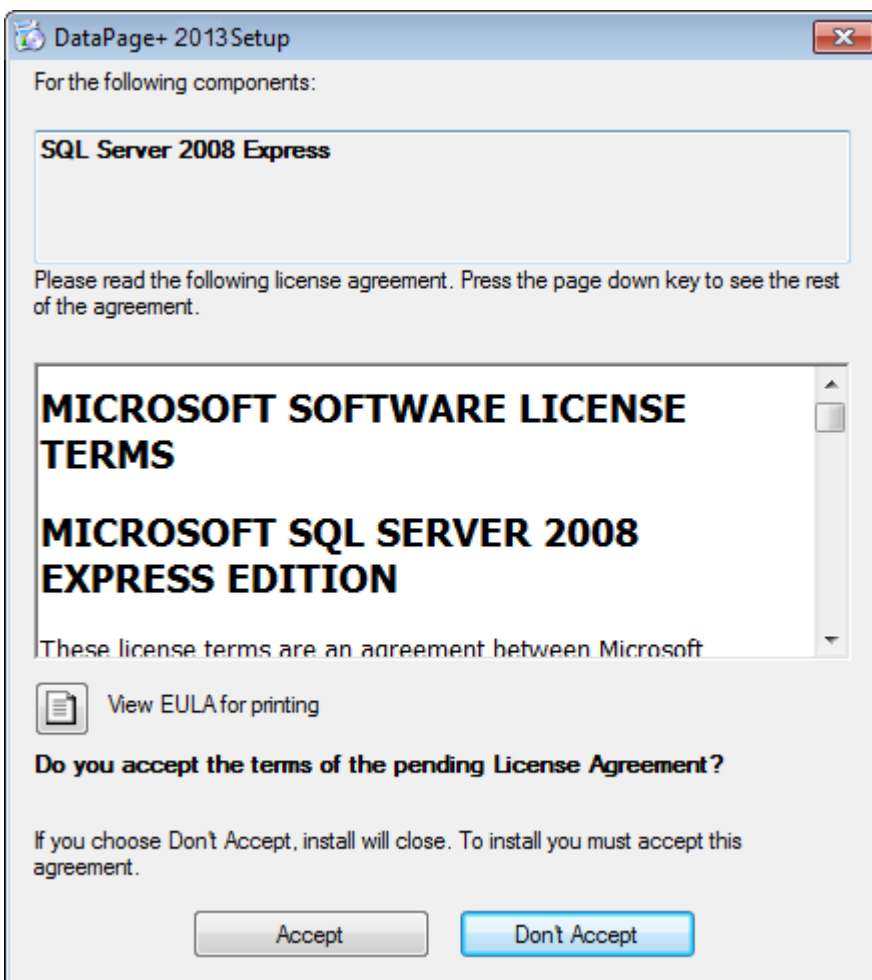 DataPage+ 2013Setup
For the following components:
SQL Server 2008 Express
Please read the following license agreement. Press the page down key to see the rest
of the agreement.
MICROSOFT SOFTWARE LICENSE
TERMS
MICROSOFT SQL SERVER 2008
EXPRESS EDITION
These license terms are an agreement between Microsoft
View EULA for printing
Do you accept the terms of the pending License Agreement?
If you choose Don't Accept, install will close. To install you must accept this
agreement.
Accept
Don't Accept